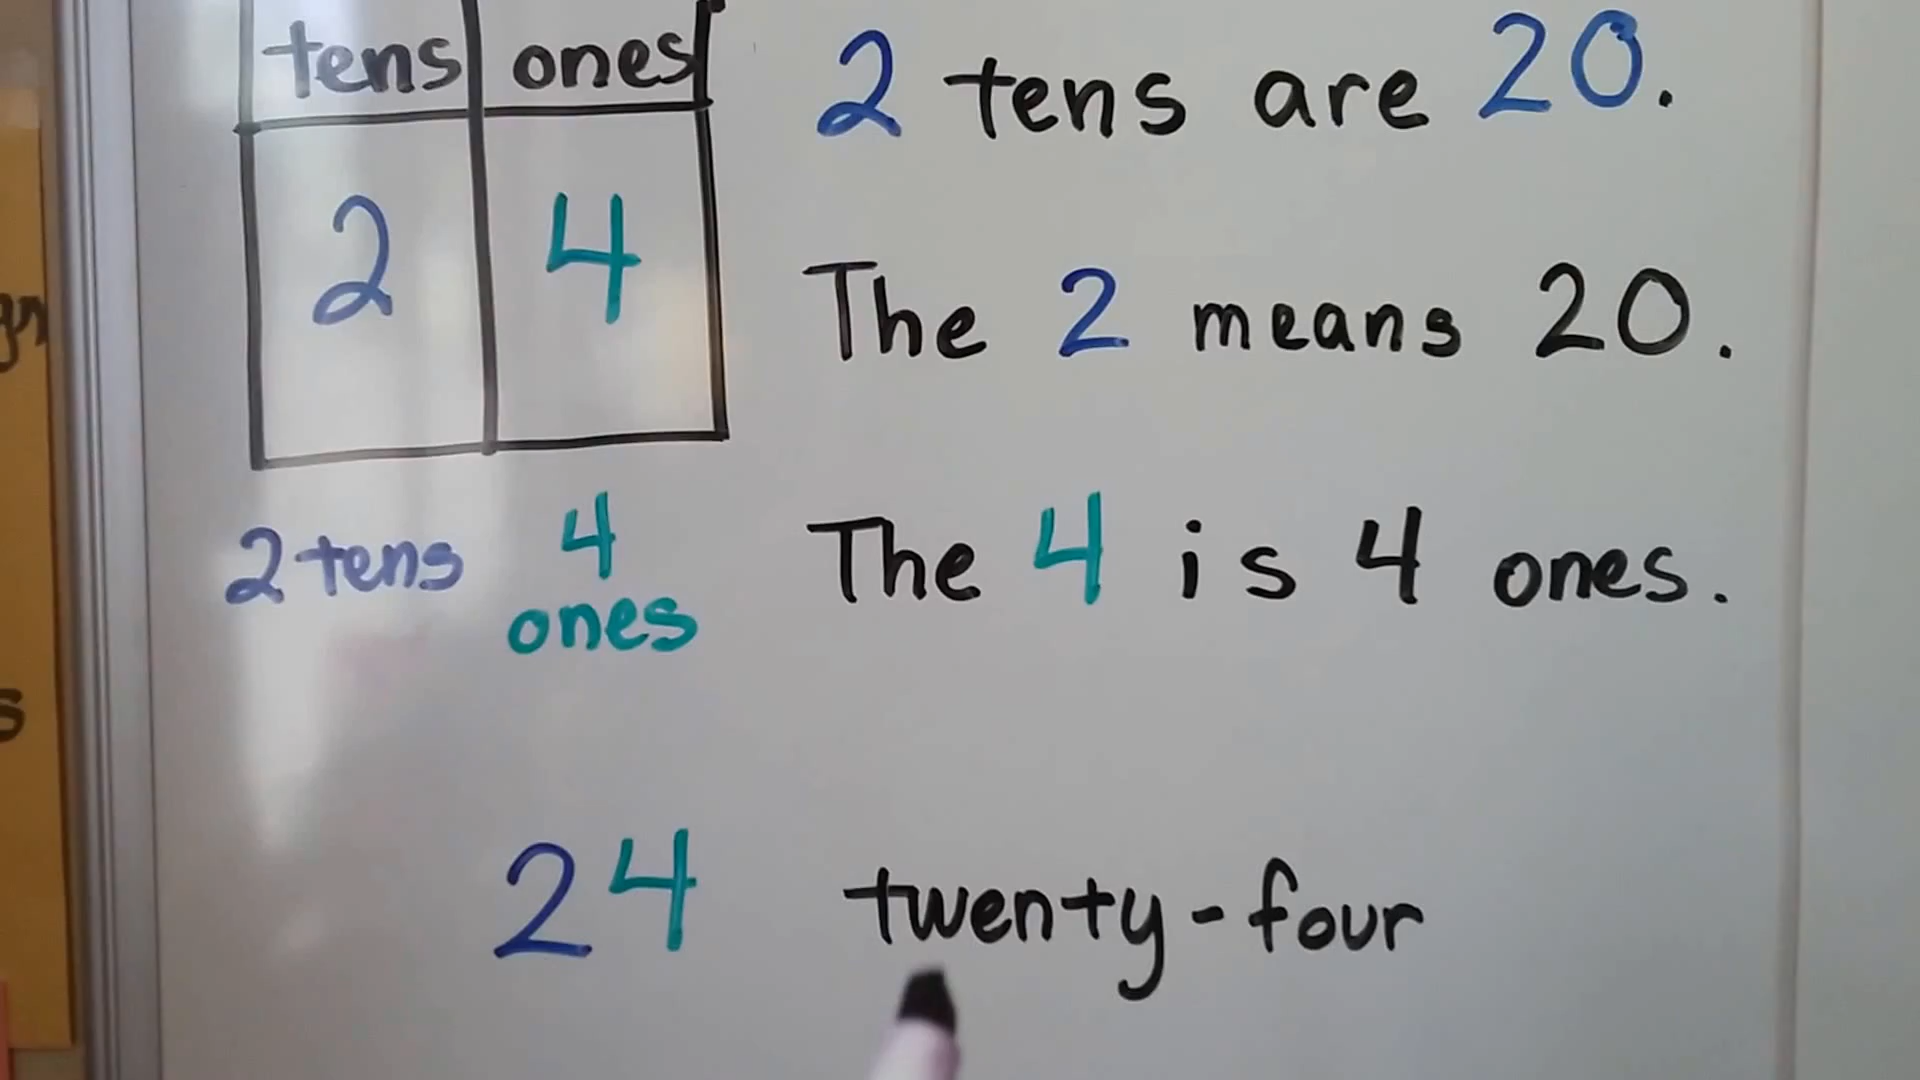 tens ones
2 4
2 tens 4 ones
2 tens are 20.
The 2 means 20.
The 4 is 4 ones.
24 twenty-four